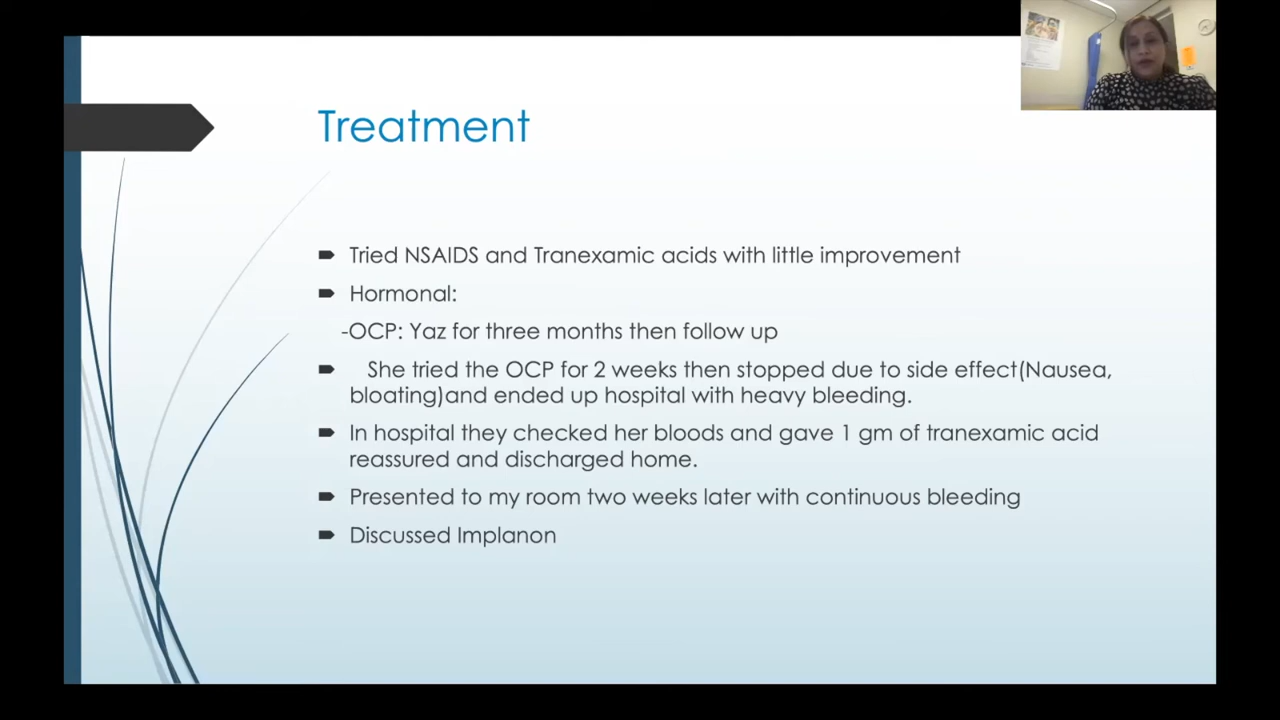 Treatment
Tried NSAIDS and Tranexamic acids with little improvement
Hormonal:
-OCP: Yaz for three months then follow up
She tried the OCP for 2 weeks then stopped due to side effect(Nausea,
bloating)and ended up hospital with heavy bleeding.
In hospital they checked her bloods and gave 1 gm of tranexamic acid
reassured and discharged home.
Presented to my room two weeks later with continuous bleeding
Discussed Implanon